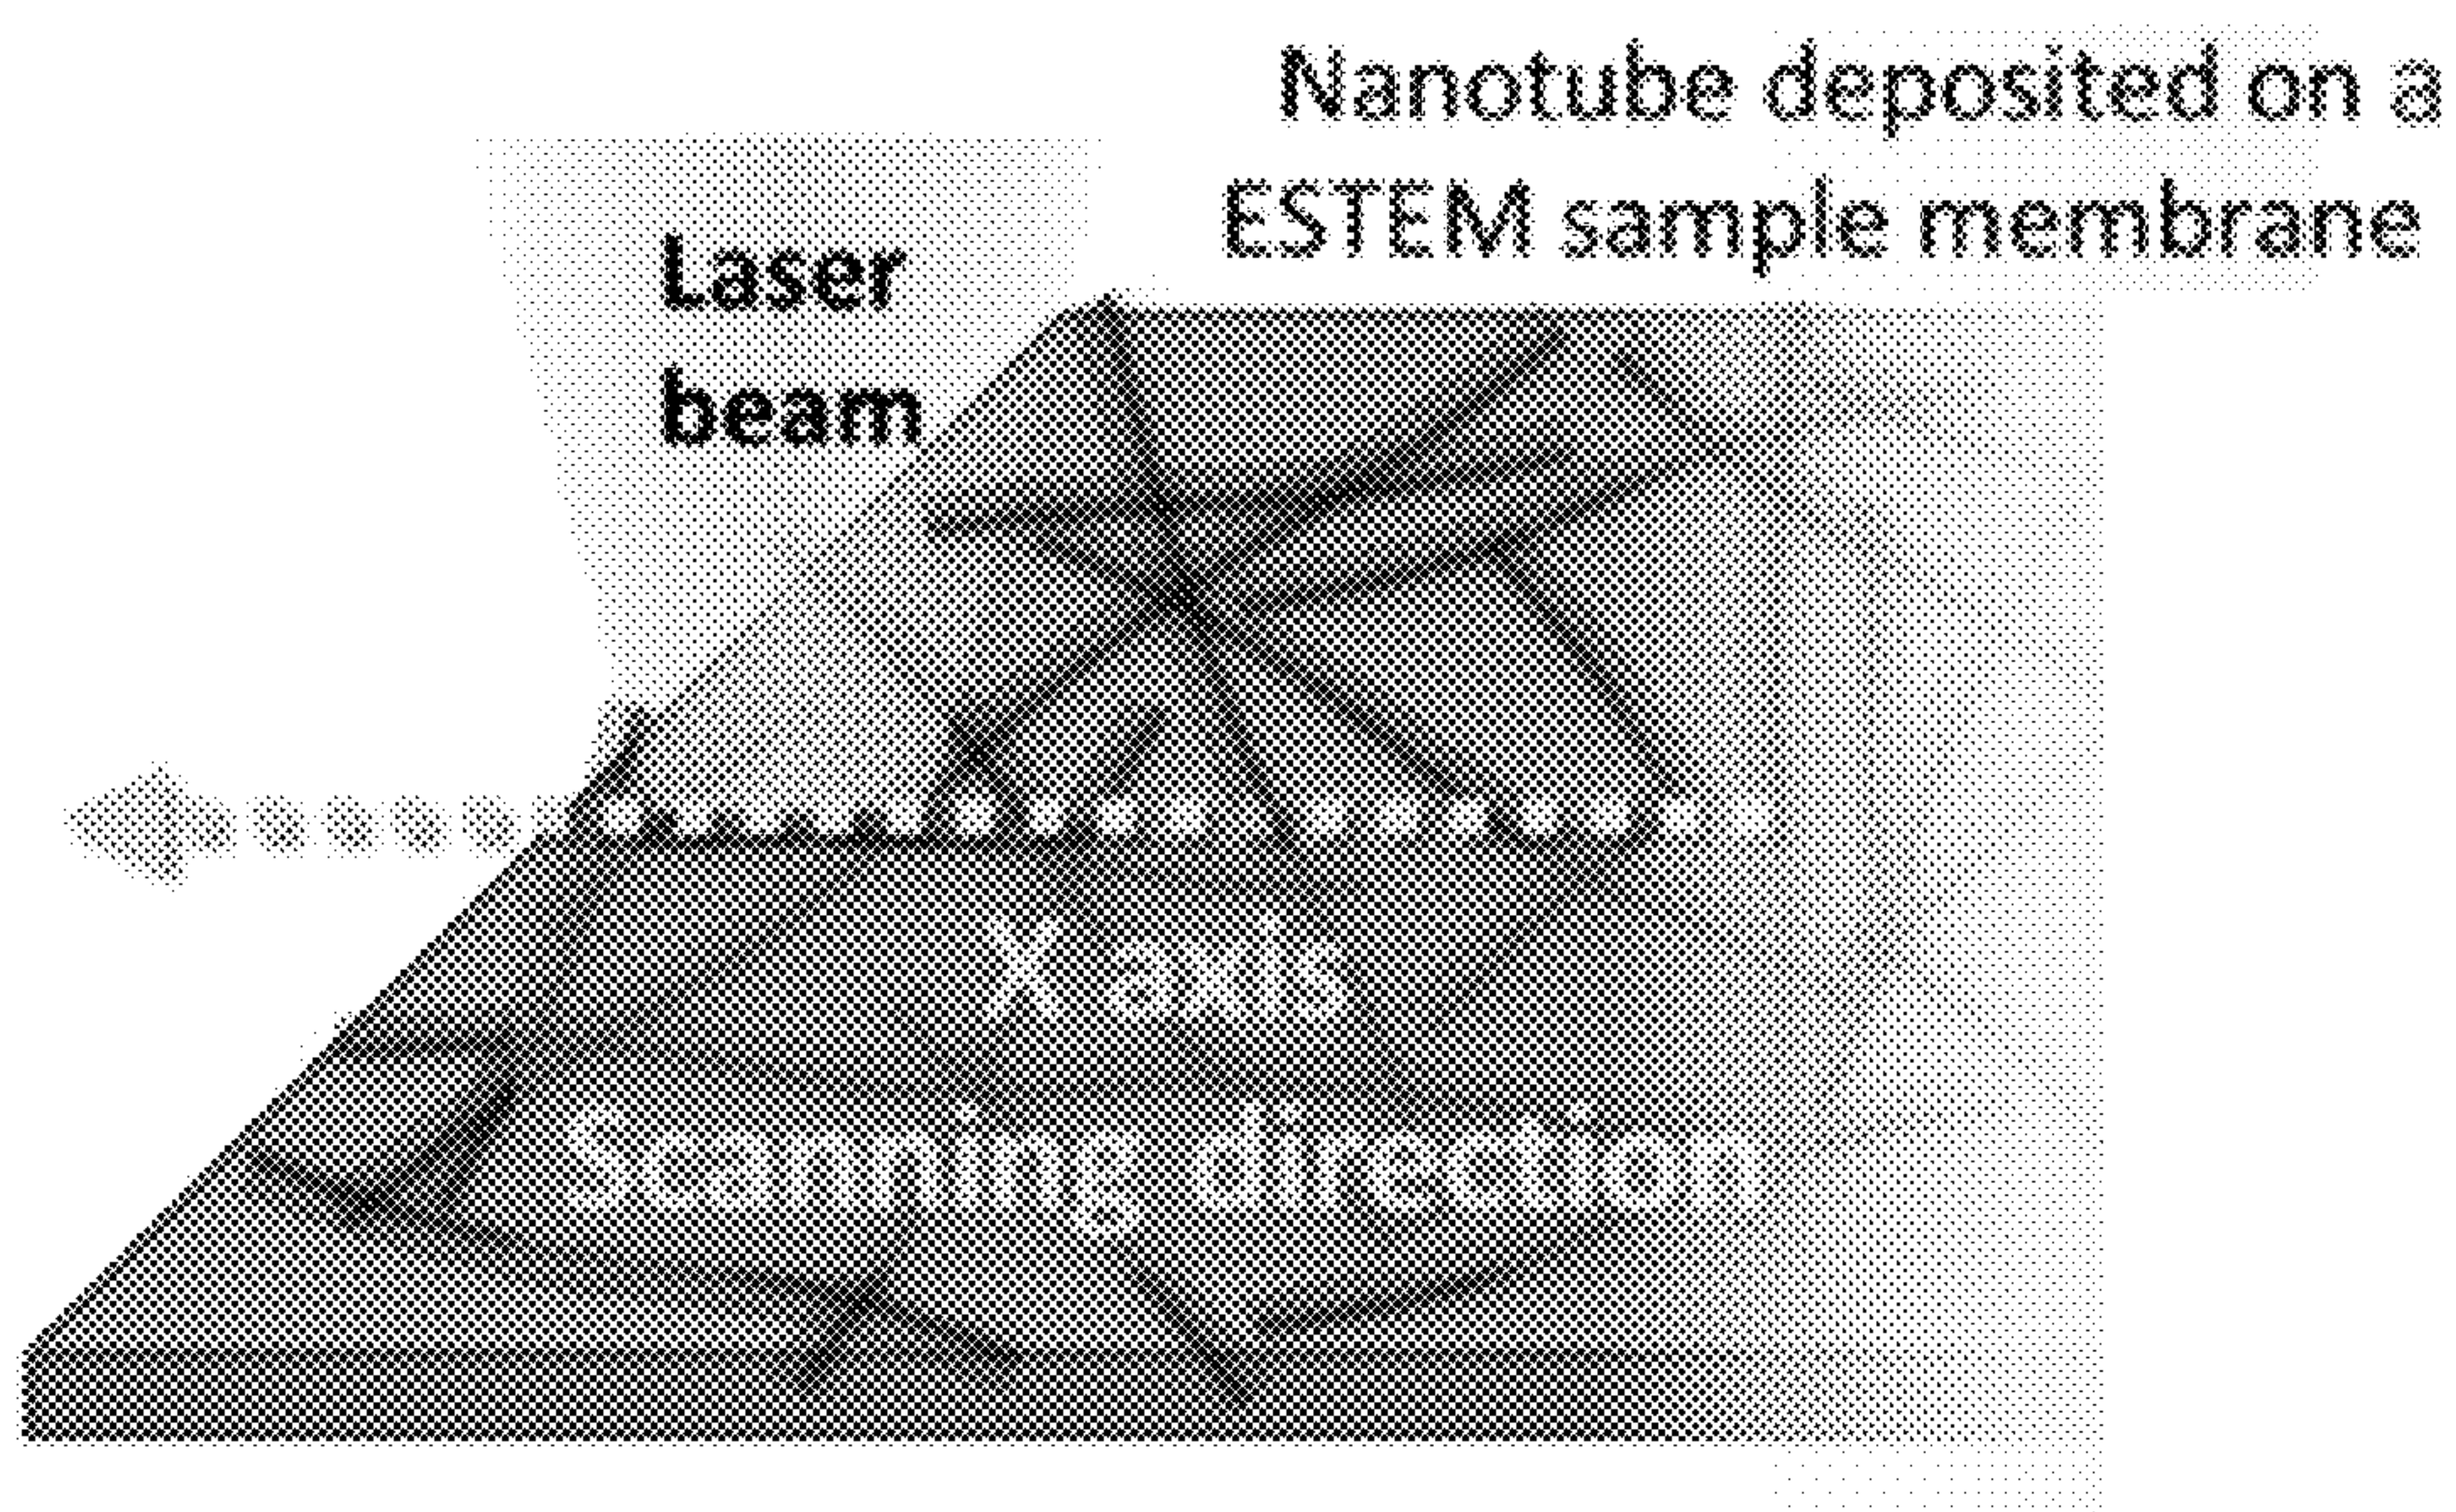 Nanotube deposited on a
ESTEM sample membrane
Laser
beam
X axis
Scanning direction